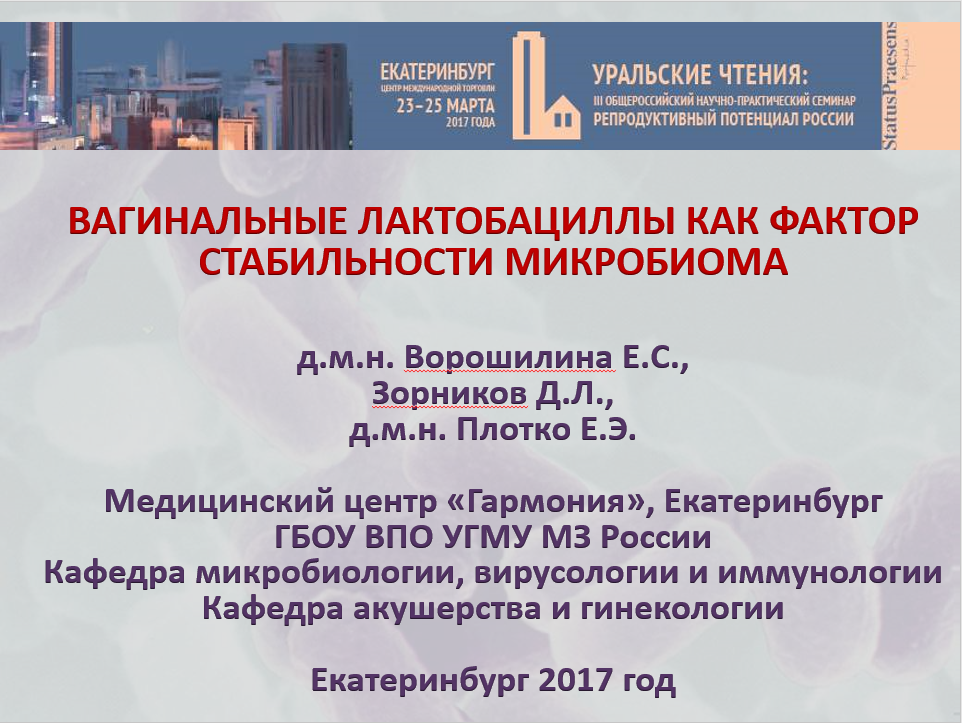 ЕКАТЕРИНБУРГ
ЦЕНТР МЕЖДУНАРОДНОЙ ТОРГОВЛИ
23–25 МАРТА
2017 ГОДА
УРАЛЬСКИЕ ЧТЕНИЯ:
III ОБЩЕРОССИЙСКИЙ НАУЧНО-ПРАКТИЧЕСКИЙ СЕМИНАР
РЕПРОДУКТИВНЫЙ ПОТЕНЦИАЛ РОССИИ
StatusPraesens
ВАГИНАЛЬНЫЕ ЛАКТОБАЦИЛЛЫ КАК ФАКТОР
СТАБИЛЬНОСТИ МИКРОБИОМА
д.м.н. Ворошилина Е.С.,
Зорников Д.Л.,
д.м.н. Плотко Е.Э.
Медицинский центр «Гармония», Екатеринбург
ГБОУ ВПО УГМУ МЗ России
Кафедра микробиологии, вирусологии и иммунологии
Кафедра акушерства и гинекологии
Екатеринбург 2017 год